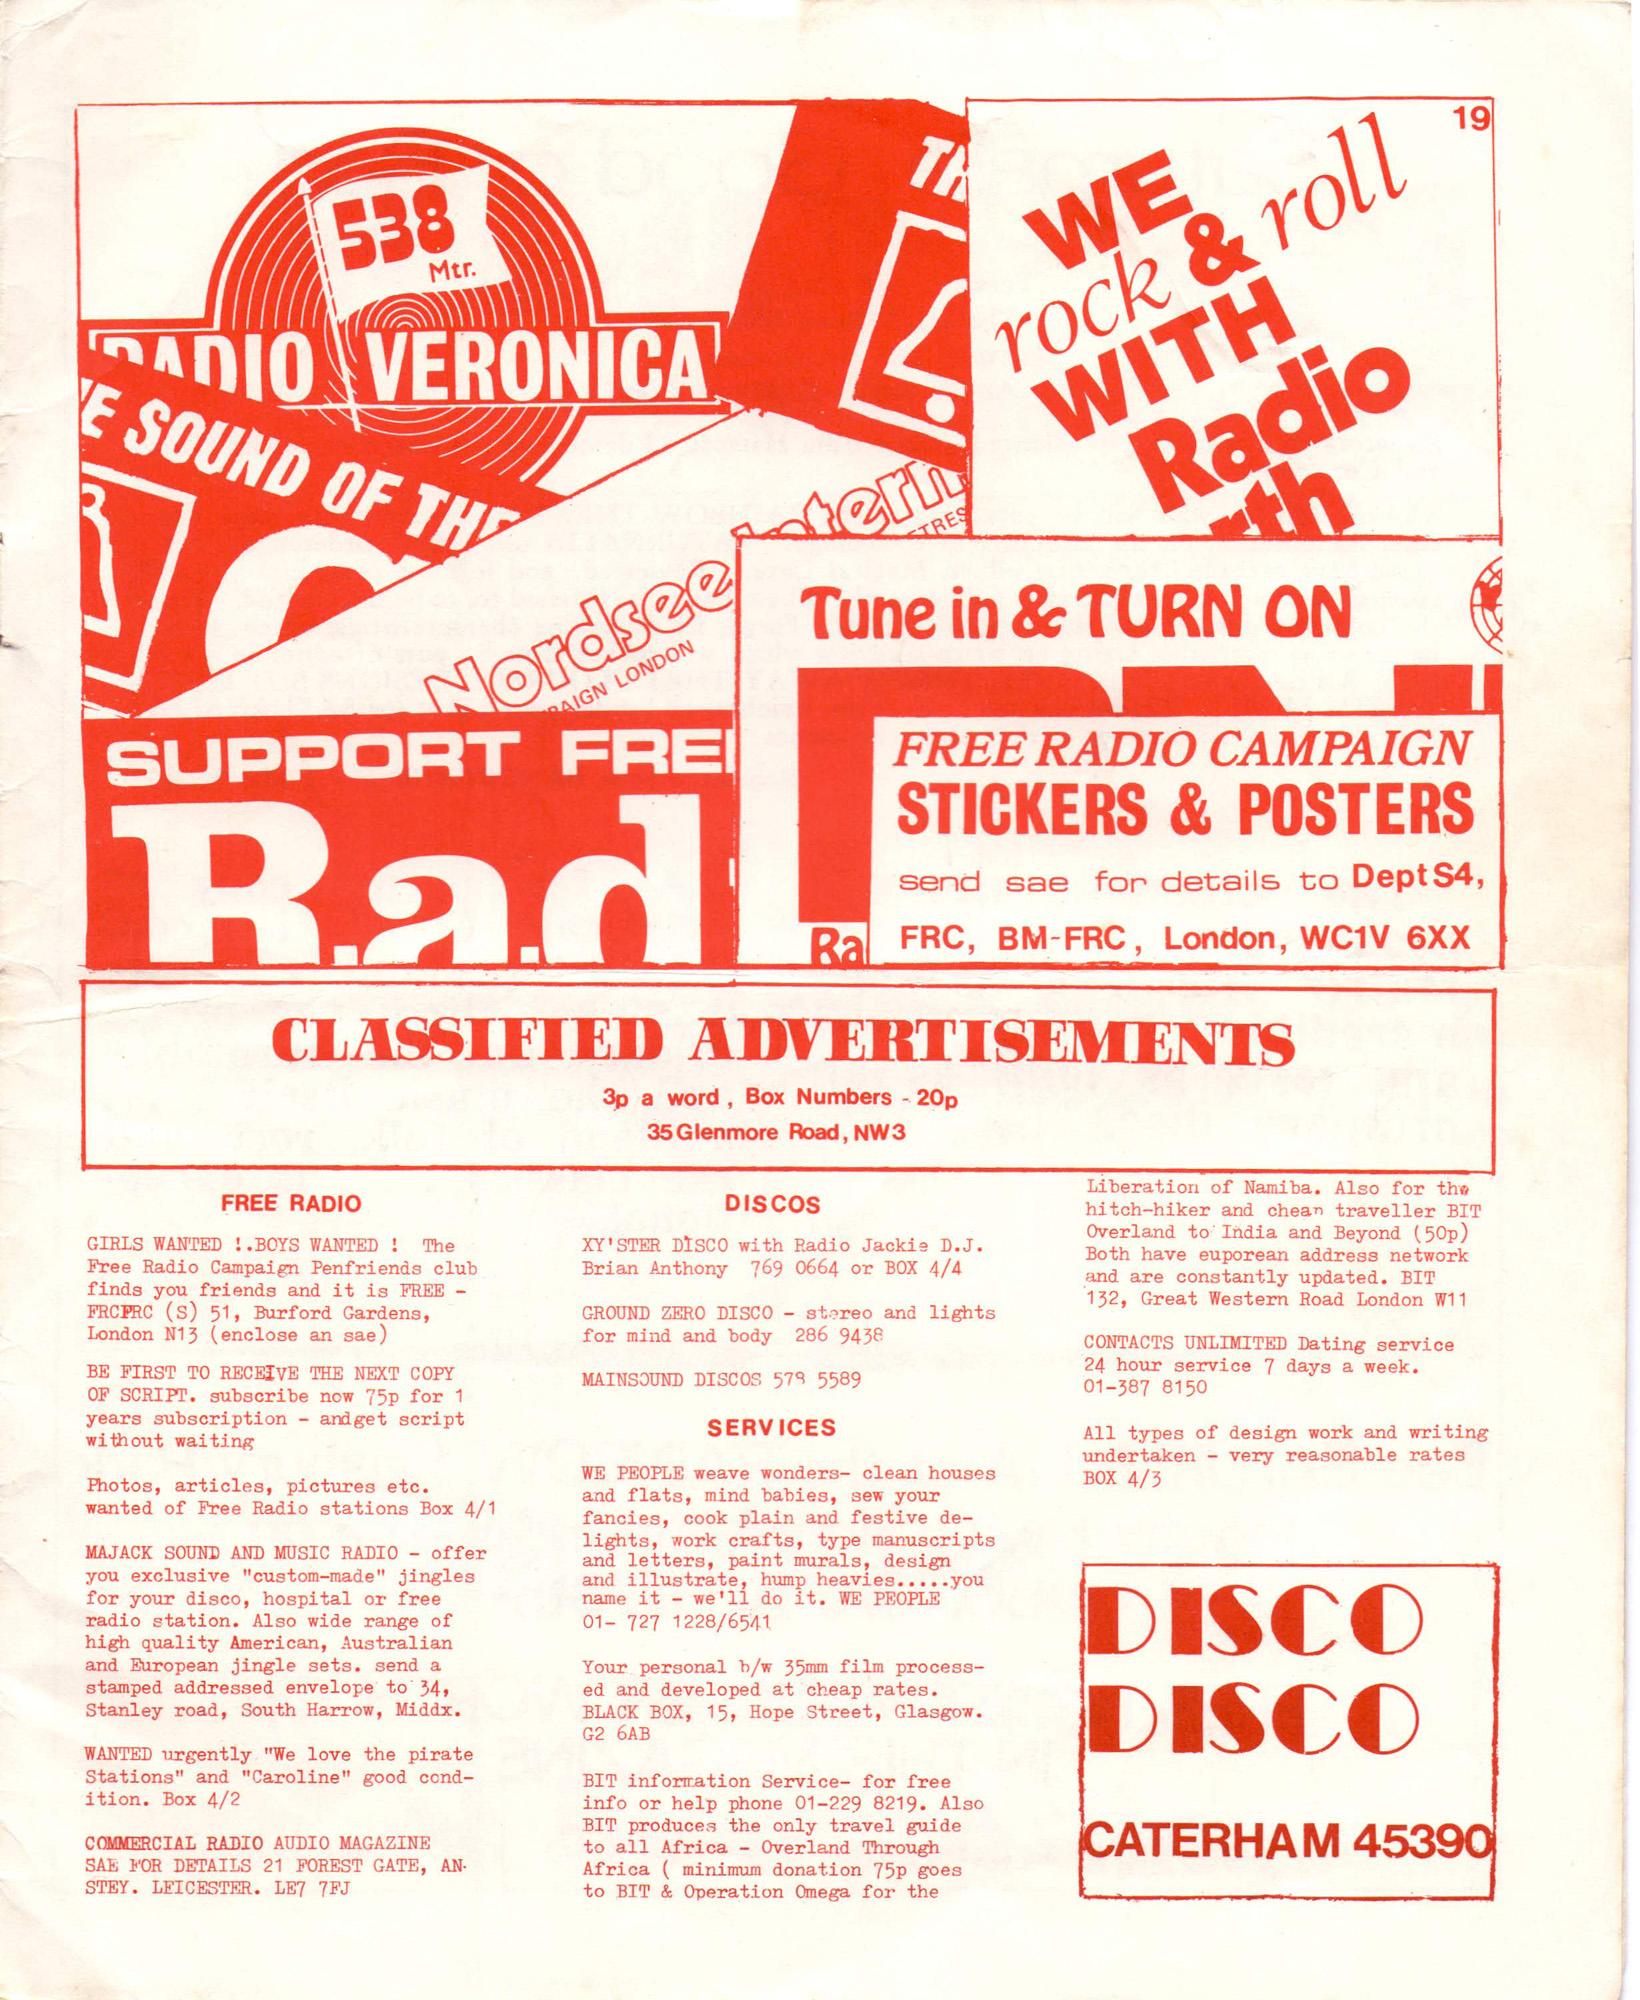 19
538
Mtr.
RADIO VERONICA
E SOUND OF THE
TH
WE
rock & roll
WITH
Radio
rth
Intern
ETRES
Nordsee
PAIGN LONDON
SUPPORT FREE
R.a.d
Tune in & TURN ON
Ra
FREE RADIO CAMPAIGN
STICKERS & POSTERS
send sae for details to Dept S4,
FRC, BM-FRC, London, WC1V 6XX
CLASSIFIED ADVERTISEMENTS
3p a word, Box Numbers - 20p
35 Glenmore Road, NW3
FREE RADIO
GIRLS WANTED !.BOYS WANTED ! The
Free Radio Campaign Penfriends club
finds you friends and it is FREE -
FRCPRC (S) 51, Burford Gardens,
London N13 (enclose an sae)
BE FIRST TO RECEIVE THE NEXT COPY
OF SCRIPT. subscribe now 75p for 1
years subscription - andget script
without waiting
Photos, articles, pictures etc.
wanted of Free Radio stations Box 4/1
MAJACK SOUND AND MUSIC RADIO - offer
you exclusive "custom-made" jingles
for your disco, hospital or free
radio station. Also wide range of
high quality American, Australian
and European jingle sets. send a
stamped addressed envelope to 34,
Stanley road, South Harrow, Middx.
WANTED urgently "We love the pirate
Stations" and "Caroline" good cond-
ition. Box 4/2
COMMERCIAL RADIO AUDIO MAGAZINE
SAE FOR DETAILS 21 FOREST GATE, AN-
STEY. LEICESTER. LE7 7FJ
DISCOS
XY'STER DISCO with Radio Jackie D.J.
Brian Anthony 769 0664 or BOX 4/4
GROUND ZERO DISCO - stereo and lights
for mind and body 286 9438
MAINSOUND DISCOS 578 5589
SERVICES
WE PEOPLE weave wonders- clean houses
and flats, mind babies, sew your
fancies, cook plain and festive de-
lights, work crafts, type manuscripts
and letters, paint murals, design
and illustrate, hump heavies.....you
name it - we'll do it. WE PEOPLE
01- 727 1228/6541
Your personal b/w 35mm film process-
ed and developed at cheap rates.
BLACK BOX, 15, Hope Street, Glasgow.
G2 6AB
BIT information Service- for free
info or help phone 01-229 8219. Also
BIT produces the only travel guide
to all Africa - Overland Through
Africa ( minimum donation 75p goes
to BIT & Operation Omega for the
Liberation of Namiba. Also for the
hitch-hiker and cheap traveller BIT
Overland to India and Beyond (50p)
Both have euporean address network
and are constantly updated. BIT
132, Great Western Road London W11
CONTACTS UNLIMITED Dating service
24 hour service 7 days a week.
01-387 8150
All types of design work and writing
undertaken - very reasonable rates
BOX 4/3
DISCO
DISCO
CATERHAM 45390